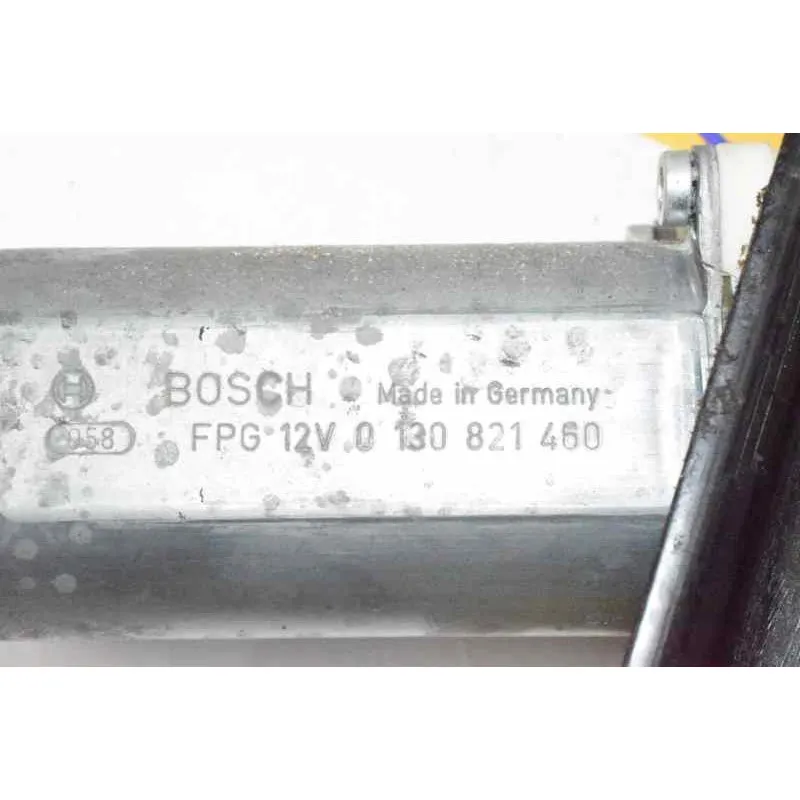 BOSCH Made in Germany
958 FPG 12V 0 130 821 460